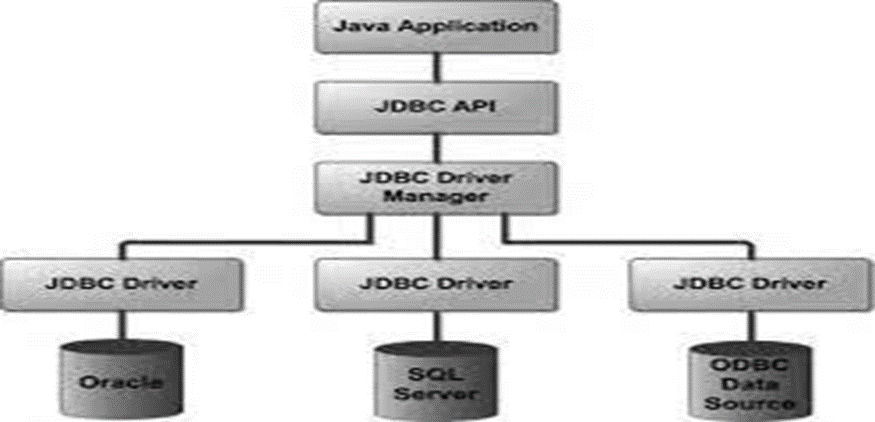 Java Application
JDBC API
JDBC Driver
Manager
JDBC Driver
JDBC Driver
JDBC Driver
Oracle
SQL
Server
ODBC
Data
Source